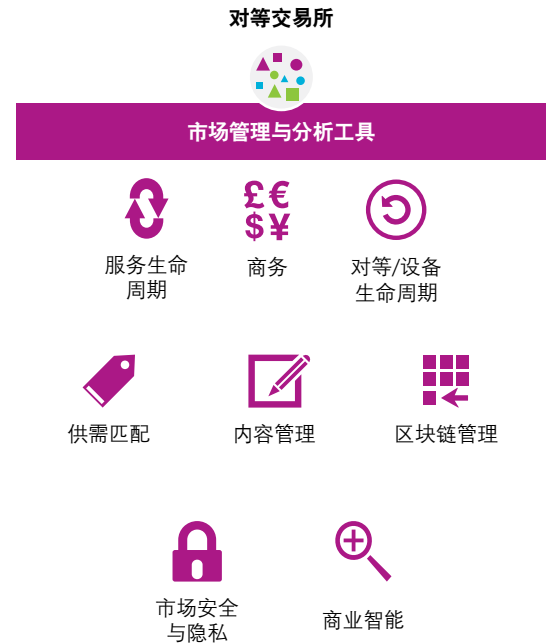 对等交易所
市场管理与分析工具
£€
$¥
服务生命
周期
商务
对等/设备
生命周期
供需匹配
内容管理
区块链管理
市场安全
与隐私
商业智能